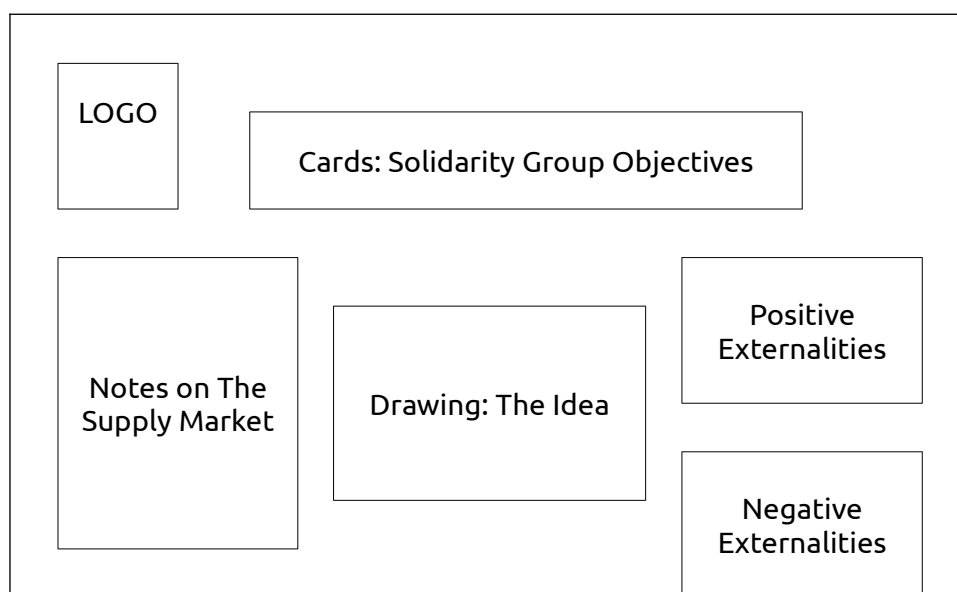 LOGO
Cards: Solidarity Group Objectives
Notes on The
Supply Market
Drawing: The Idea
Positive
Externalities
Negative
Externalities